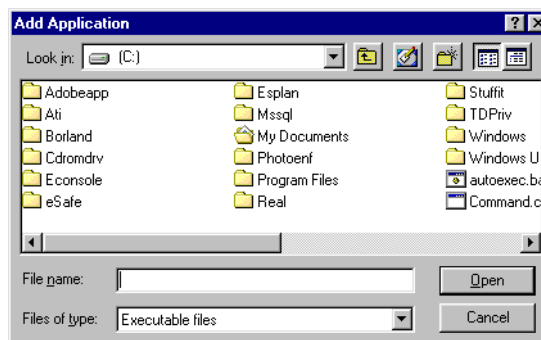 Add Application
Look in: (C:)
Adobeapp Esplan Stuffit
Ati Mssql TDPriv
Borland My Documents Windows
Cdromdrv Photoenf Windows U
Econsole Program Files autoexec.ba
eSafe Real Command.c
File name: Open
Files of type: Executable files Cancel